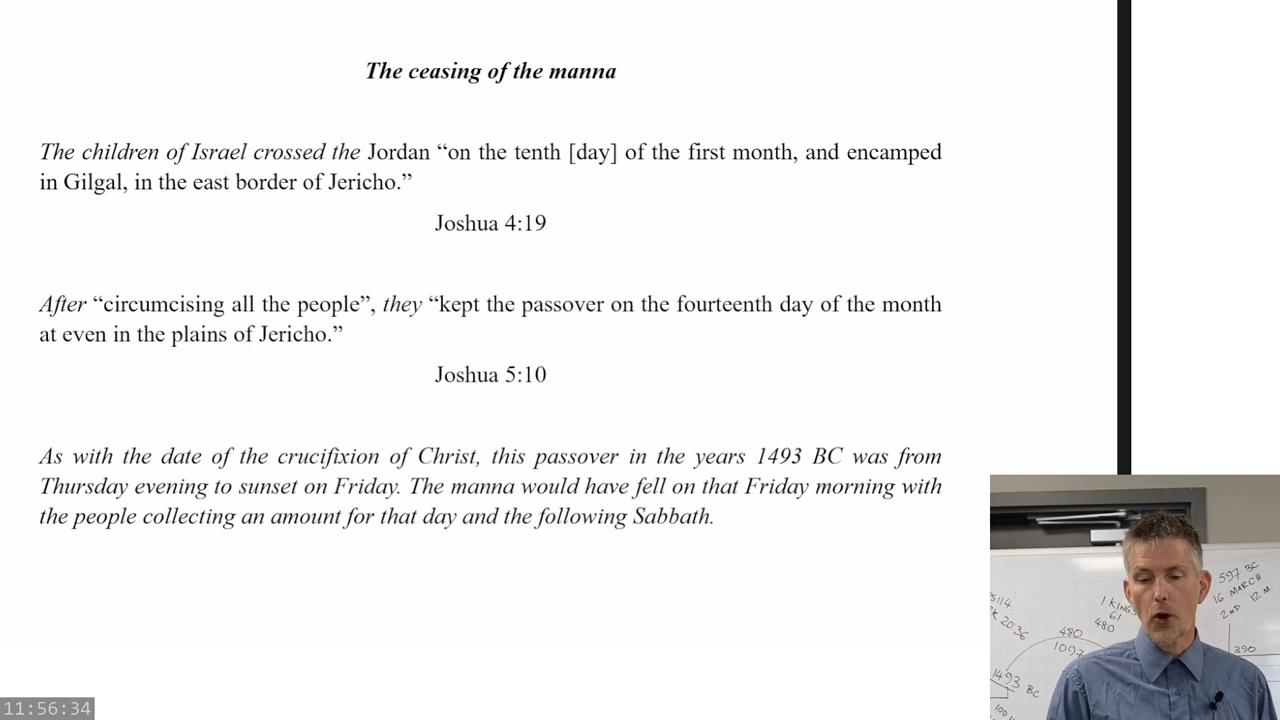 The ceasing of the manna
The children of Israel crossed the Jordan “on the tenth [day] of the first month, and encamped
in Gilgal, in the east border of Jericho.”
Joshua 4:19
After “circumcising all the people”, they “kept the passover on the fourteenth day of the month
at even in the plains of Jericho.”
Joshua 5:10
As with the date of the crucifixion of Christ, this passover in the years 1493 BC was from
Thursday evening to sunset on Friday. The manna would have fell on that Friday morning with
the people collecting an amount for that day and the following Sabbath.
597 BC
16 MARCH
2ND 12 M
1 KINGS
61
480
480
1097
390
1493 BC
11:56:34